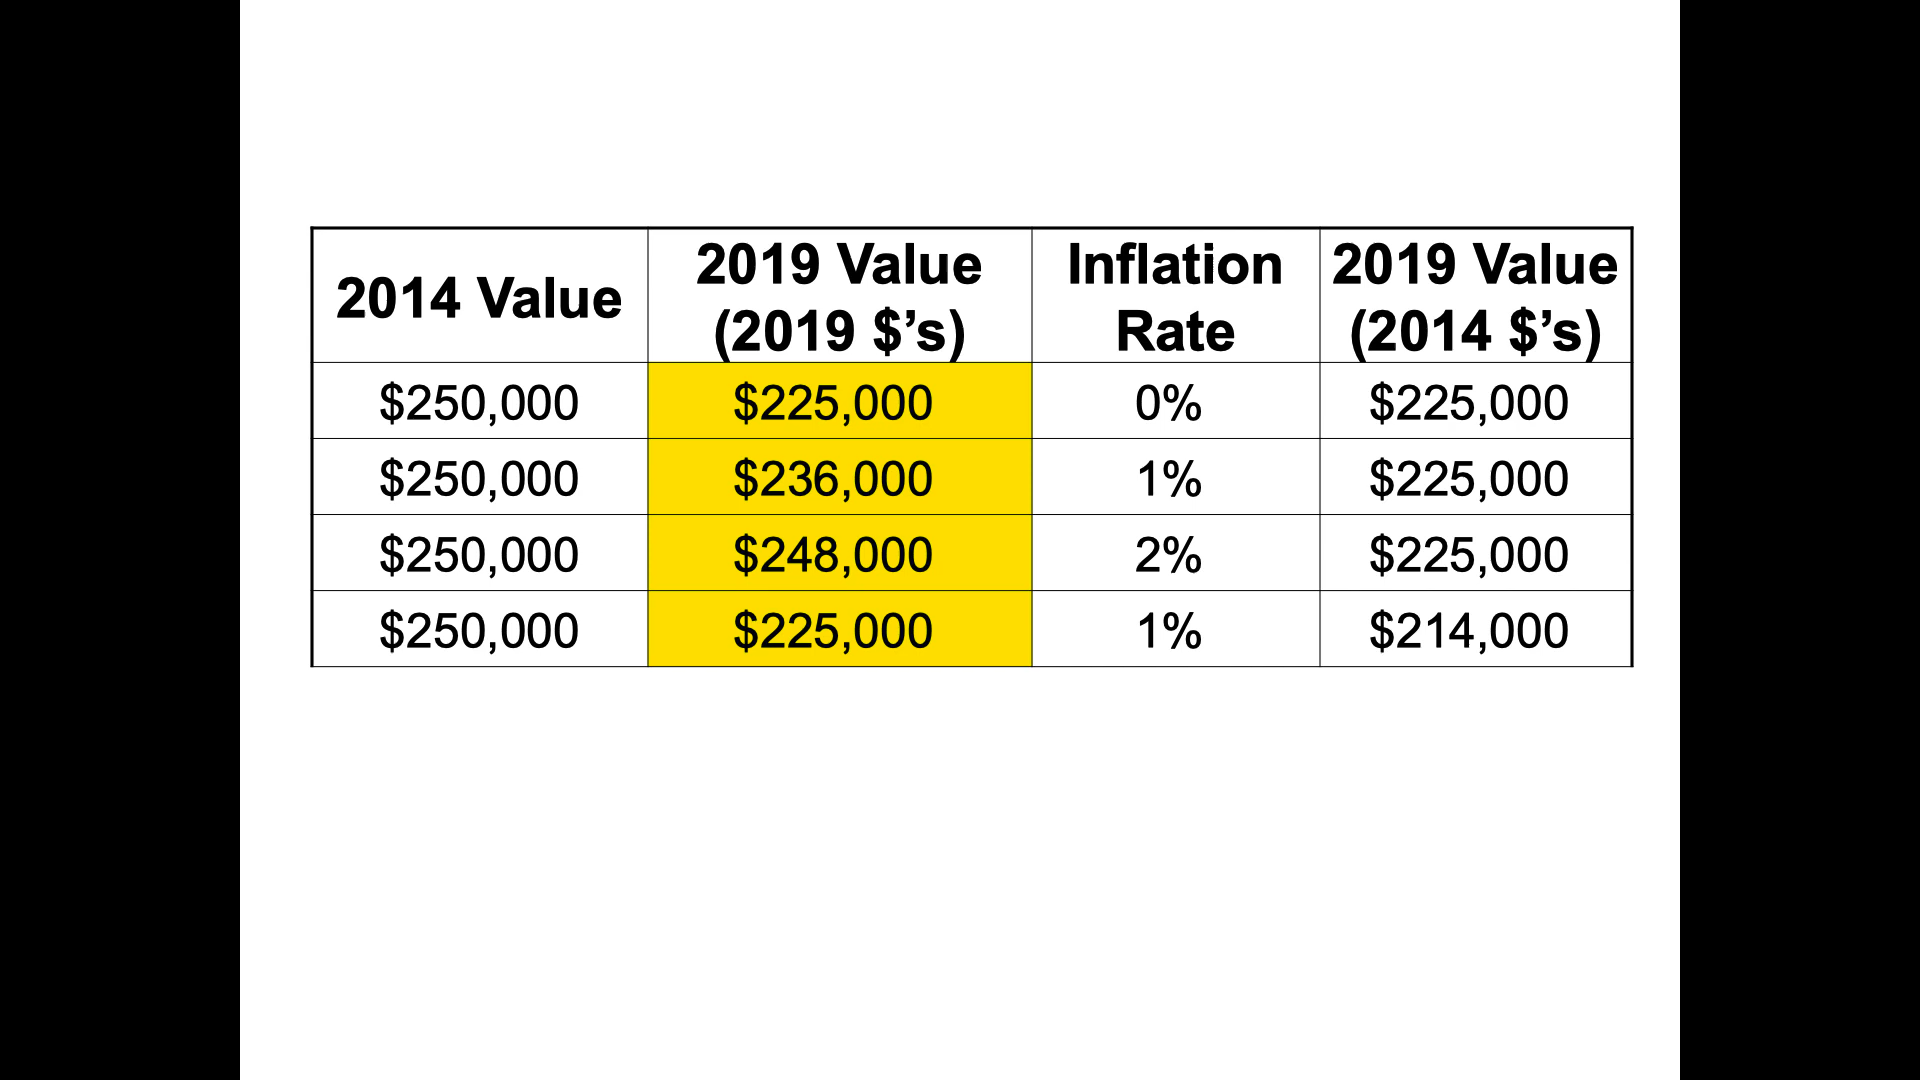 2014 Value
2019 Value
(2019 $’s)
Inflation
Rate
2019 Value
(2014 $’s)
$250,000 $225,000 0% $225,000
$250,000 $236,000 1% $225,000
$250,000 $248,000 2% $225,000
$250,000 $225,000 1% $214,000